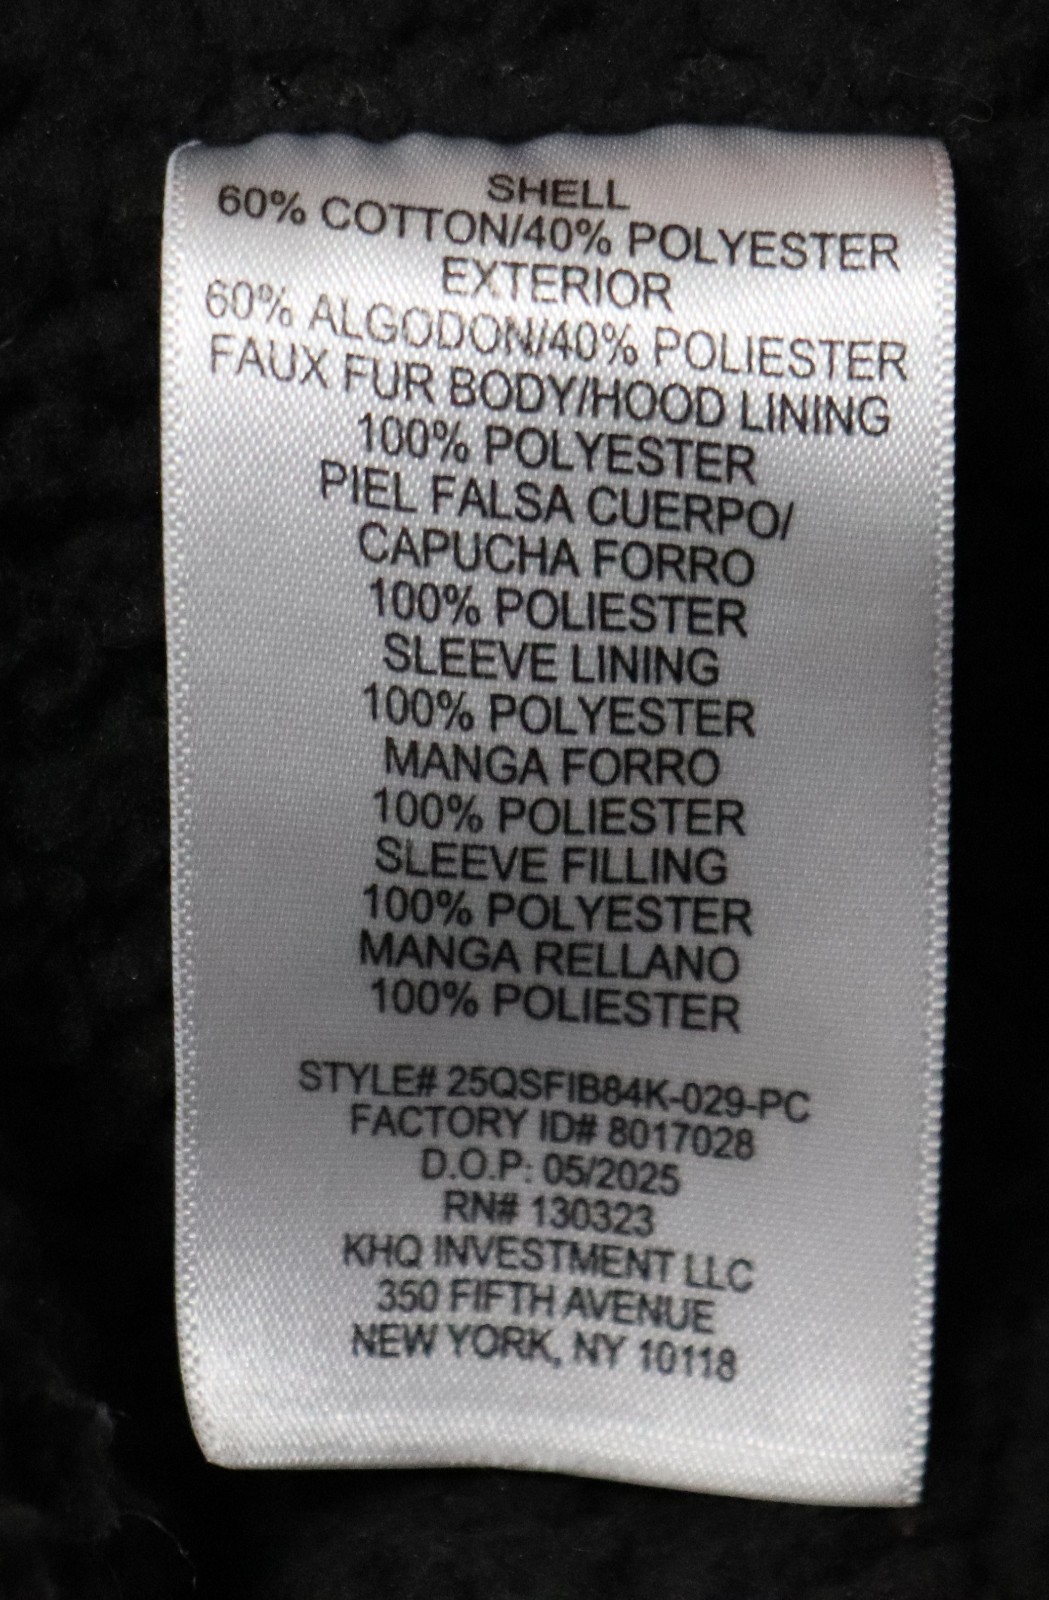 SHELL
60% COTTON/40% POLYESTER
EXTERIOR
60% ALGODON/40% POLIESTER
FAUX FUR BODY/HOOD LINING
100% POLYESTER
PIEL FALSA CUERPO/
CAPUCHA FORRO
100% POLIESTER
SLEEVE LINING
100% POLYESTER
MANGA FORRO
100% POLIESTER
SLEEVE FILLING
100% POLYESTER
MANGA RELLANO
100% POLIESTER
STYLE# 25QSFIB84K-029-PC
FACTORY ID# 8017028
D.O.P: 05/2025
RN# 130323
KHQ INVESTMENT LLC
350 FIFTH AVENUE
NEW YORK, NY 10118